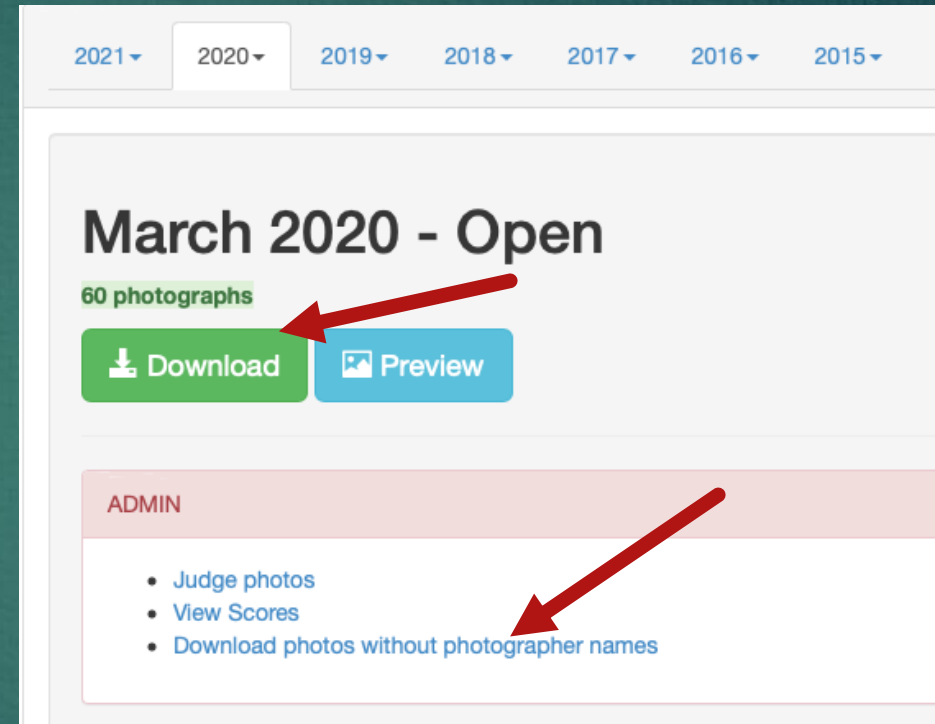 2021 2020 2019 2018 2017 2016 2015
March 2020 - Open
60 photographs
Download Preview
ADMIN
Judge photos
View Scores
Download photos without photographer names